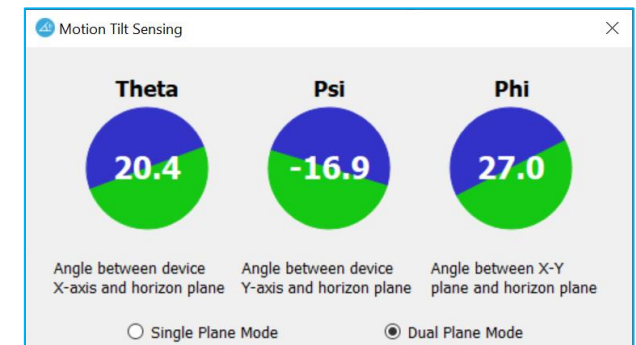 Motion Tilt Sensing
Theta Psi Phi
20.4 -16.9 27.0
Angle between device
X-axis and horizon plane
Angle between device
Y-axis and horizon plane
Angle between X-Y
plane and horizon plane
Single Plane Mode Dual Plane Mode